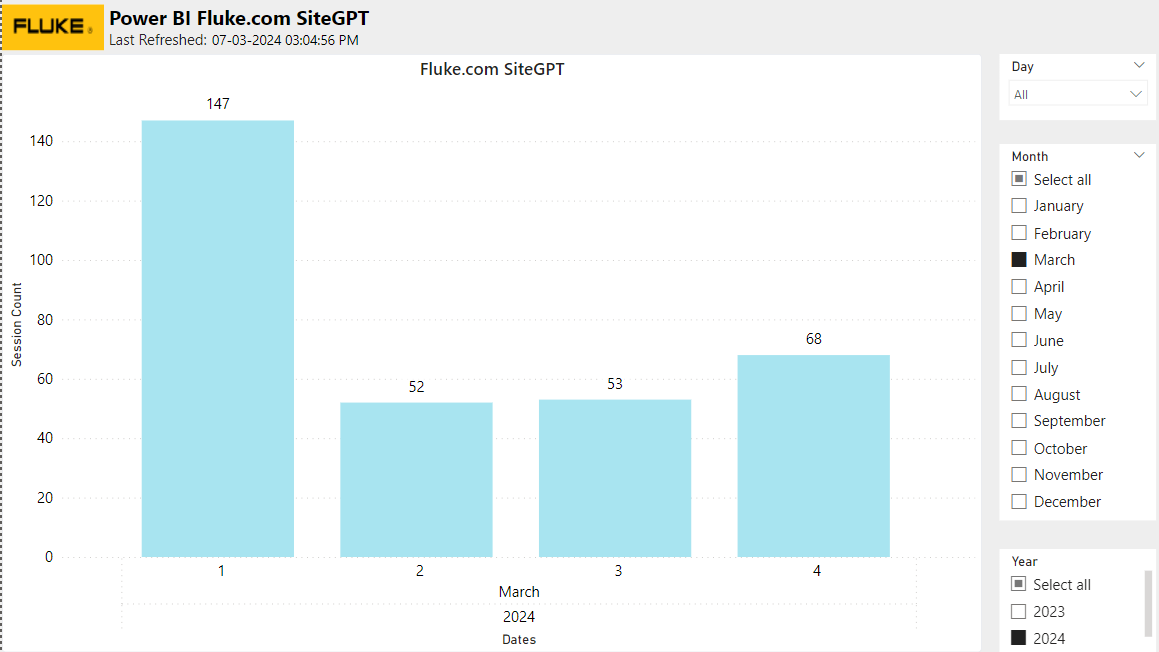 FLUKE®
Power BI Fluke.com SiteGPT
Last Refreshed: 07-03-2024 03:04:56 PM
Fluke.com SiteGPT
Session Count
140
120
100
80
60
40
20
0
147
52
53
68
1 2 3 4
March
2024
Dates
Day
All
Month
Select all
January
February
March
April
May
June
July
August
September
October
November
December
Year
Select all
2023
2024